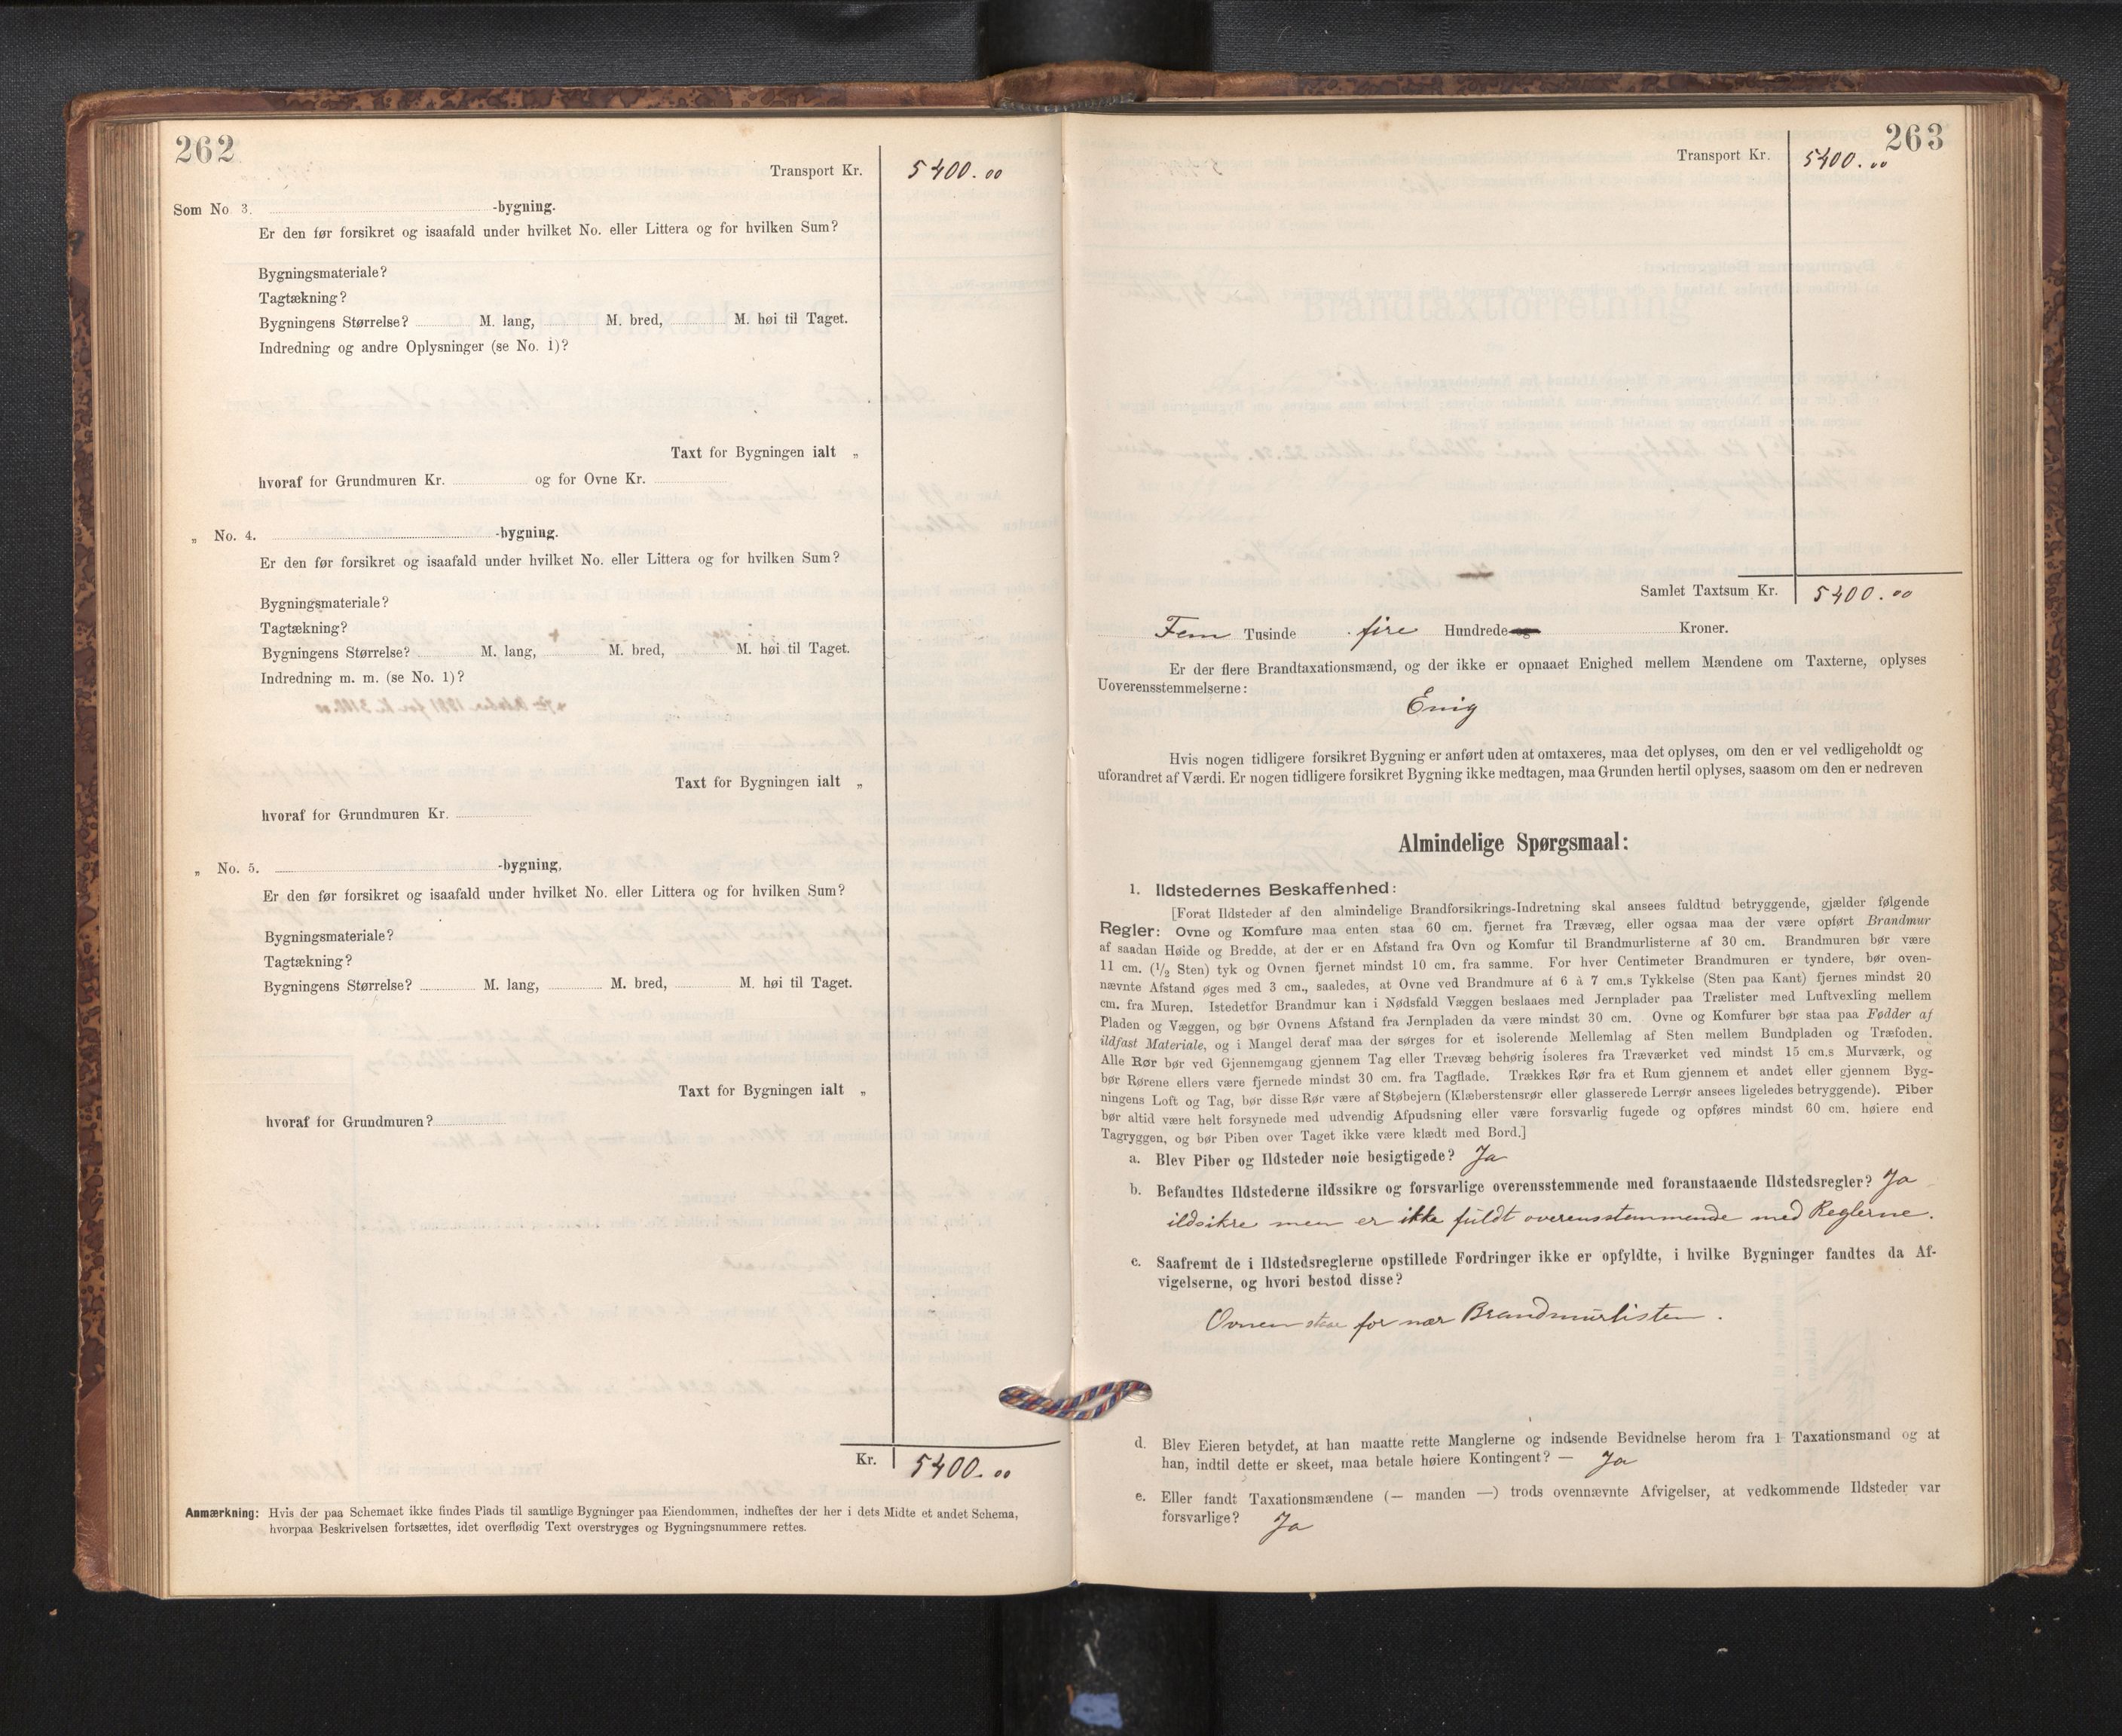 262
Transport Kr. 5400.00
Som No 3. -bygning.
Er den før forsikret og isaafald under hvilket No. eller Littera og for hvilken Sum?
Bygningsmateriale?
Tagtækning?
Bygningens Størrelse? M. lang, M. bred, M. høi til Taget.
Indredning og andre Oplysninger (se No. 1)?
Taxt for Bygningen ialt „
hvoraf for Grundmuren Kr. og for Ovne Kr.
„ No. 4. -bygning.
Er den før forsikret og isaafald under hvilket No. eller Littera og for hvilken Sum?
Bygningsmateriale?
Tagtækning?
Bygningens Størrelse? M. lang, M. bred, M. høi til Taget.
Indredning m. m. (se No. 1)?
Taxt for Bygningen ialt „
hvoraf for Grundmuren Kr.
„ No. 5. -bygning,
Er den før forsikret og isaafald under hvilket No. eller Littera og for hvilken Sum?
Bygningsmateriale?
Tagtækning?
Bygningens Størrelse? M. lang, M. bred, M. høi til Taget.
Taxt for Bygningen ialt „
hvoraf for Grundmuren?
Kr. 5400.00
Anmærkning: Hvis der paa Schemaet ikke findes Plads til samtlige Bygninger paa Eiendommen, indheftes der her i dets Midte et andet Schema,
hvorpaa Beskrivelsen fortsættes, idet overflødig Text overstryges og Bygningsnummere rettes.
263
Transport Kr. 5400.00
Samlet Taxtsum Kr. 5400.00
Fem Tusinde fire Hundrede Kroner.
Er der flere Brandtaxationsmænd, og der ikke er opnaaet Enighed mellem Mændene om Taxterne, oplyses
Uoverensstemmelserne:
Enig
Hvis nogen tidligere forsikret Bygning er anført uden at omtaxeres, maa det oplyses, om den er vel vedligeholdt og
uforandret af Værdi. Er nogen tidligere forsikret Bygning ikke medtagen, maa Grunden hertil oplyses, saasom om den er nedreven
Almindelige Spørgsmaal:
1. Ildstedernes Beskaffenhed:
[Forat Ildsteder af den almindelige Brandforsikrings-Indretning skal ansees fuldtud betryggende, gjælder følgende
Regler: Ovne og Komfure maa enten staa 60 cm. fjernet fra Trævæg, eller ogsaa maa der være opført Brandmur
af saadan Høide og Bredde, at der er en Afstand fra Ovn og Komfur til Brandmurlisterne af 30 cm. Brandmuren bør være
11 cm. (1/2 Sten) tyk og Ovnen fjernet mindst 10 cm. fra samme. For hver Centimeter Brandmuren er tyndere, bør oven-
nævnte Afstand øges med 3 cm., saaledes, at Ovne ved Brandmure af 6 à 7 cm.s Tykkelse (Sten paa Kant) fjernes mindst 20
cm. fra Muren. Istedetfor Brandmur kan i Nødsfald Væggen beslaaes med Jernplader paa Trælister med Luftvexling mellem
Pladen og Væggen, og bør Ovnens Afstand fra Jernpladen da være mindst 30 cm. Ovne og Komfurer bør staa paa Fødder af
ildfast Materiale, og i Mangel deraf maa der sørges for et isolerende Mellemlag af Sten mellem Bundpladen og Træfoden.
Alle Rør bør ved Gjennemgang gjennem Tag eller Trævæg behørig isoleres fra Træværket ved mindst 15 cm.s Murværk, og
bør Rørene ellers være fjernede mindst 30 cm. fra Tagflade. Trækkes Rør fra et Rum gjennem et andet eller gjennem Byg-
ningens Loft og Tag, bør disse Rør være af Støbejern (Klæberstensrør eller glasserede Lerrør ansees ligeledes betryggende). Piber
bør altid være helt forsynede med udvendig Afpudsning eller være forsvarlig fugede og opføres mindst 60 cm. høiere end
Tagryggen, og bør Piben over Taget ikke være klædt med Bord.]
a. Blev Piber og Ildsteder nøie besigtigede? Ja
b. Befandtes Ildstederne ildssikre og forsvarlige overensstemmende med foranstaaende Ildstedsregler? Ja
ildsikre men er ikke fuldt overensstemmende med Reglerne.
c. Saafremt de i Ildstedsreglerne opstillede Fordringer ikke er opfyldte, i hvilke Bygninger fandtes da Af-
vigelserne, og hvori bestod disse?
Ovnen staar for nær Brandmurlisten.
d. Blev Eieren betydet, at han maatte rette Manglerne og indsende Bevidnelse herom fra 1 Taxationsmand og at
han, indtil dette er skeet, maa betale høiere Kontingent? — Ja
e. Eller fandt Taxationsmændene (— manden —) trods ovennævnte Afvigelser, at vedkommende Ildsteder var
forsvarlige? Ja